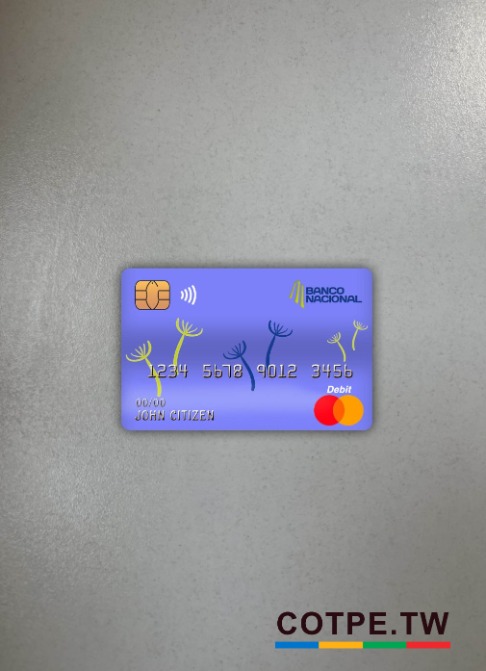 BANCO
NACIONAL
1234 5678 9012 3456
Debit
00/00
JOHN CITIZEN
COTPE.TW